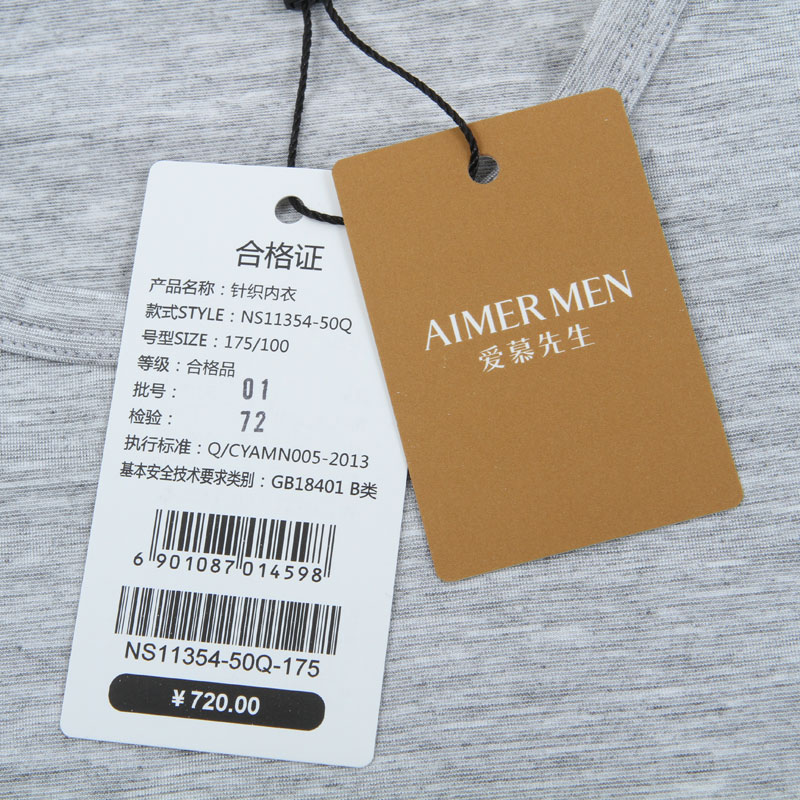 合格证
产品名称：针织内衣
款式STYLE：NS11354-50Q
号型SIZE：175/100
等级：合格品
批号： 01
检验： 72
执行标准：Q/CYAMN005-2013
基本安全技术要求类别：GB18401 B类
6 901087 014598
NS11354-50Q-175
¥720.00
AIMER MEN
爱慕先生